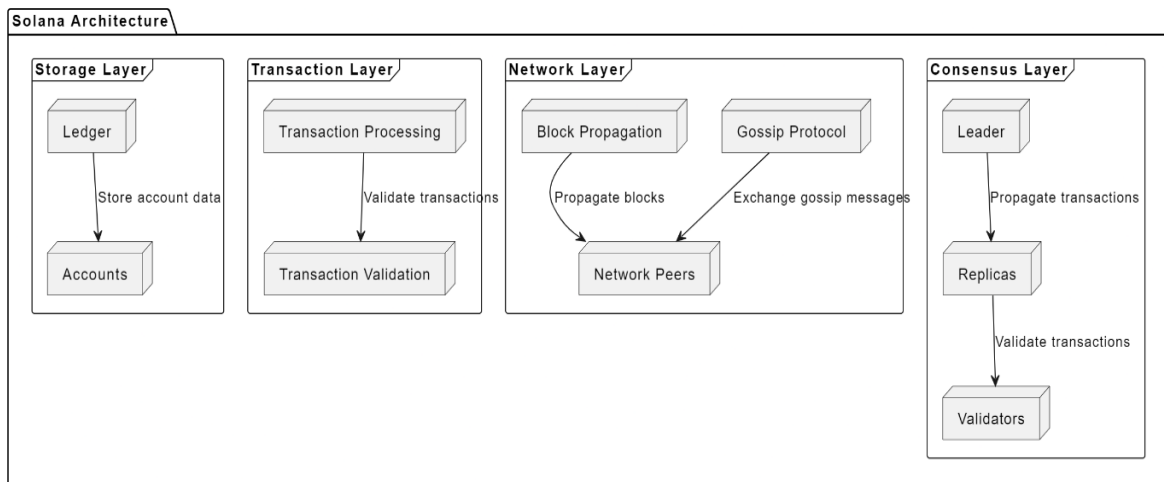 Solana Architecture
Storage Layer
Ledger
Store account data
Accounts
Transaction Layer
Transaction Processing
Validate transactions
Transaction Validation
Network Layer
Block Propagation
Gossip Protocol
Propagate blocks
Exchange gossip messages
Network Peers
Consensus Layer
Leader
Propagate transactions
Replicas
Validate transactions
Validators